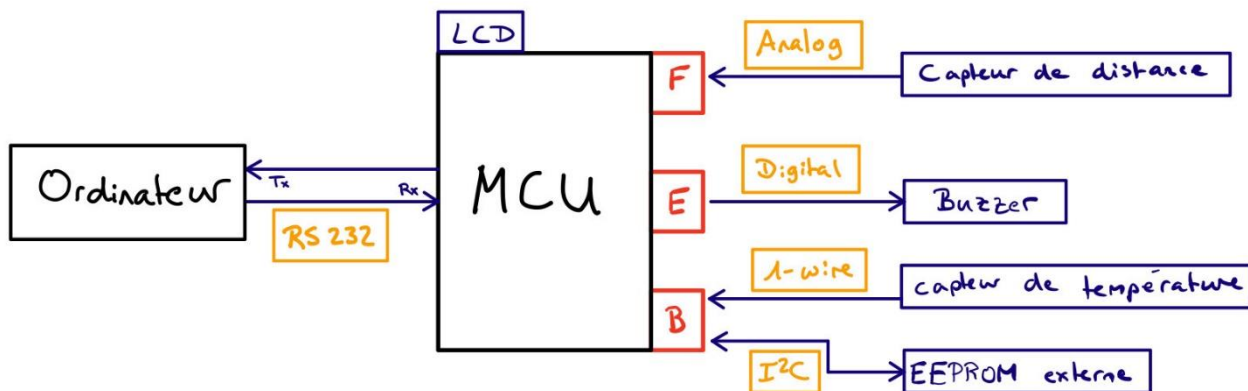 LCD
Analog
F
Capteur de distance
Ordinateur
Tx
Rx
RS 232
MCU
Digital
E
Buzzer
1-wire
B
capteur de température
I²C
EEPROM externe